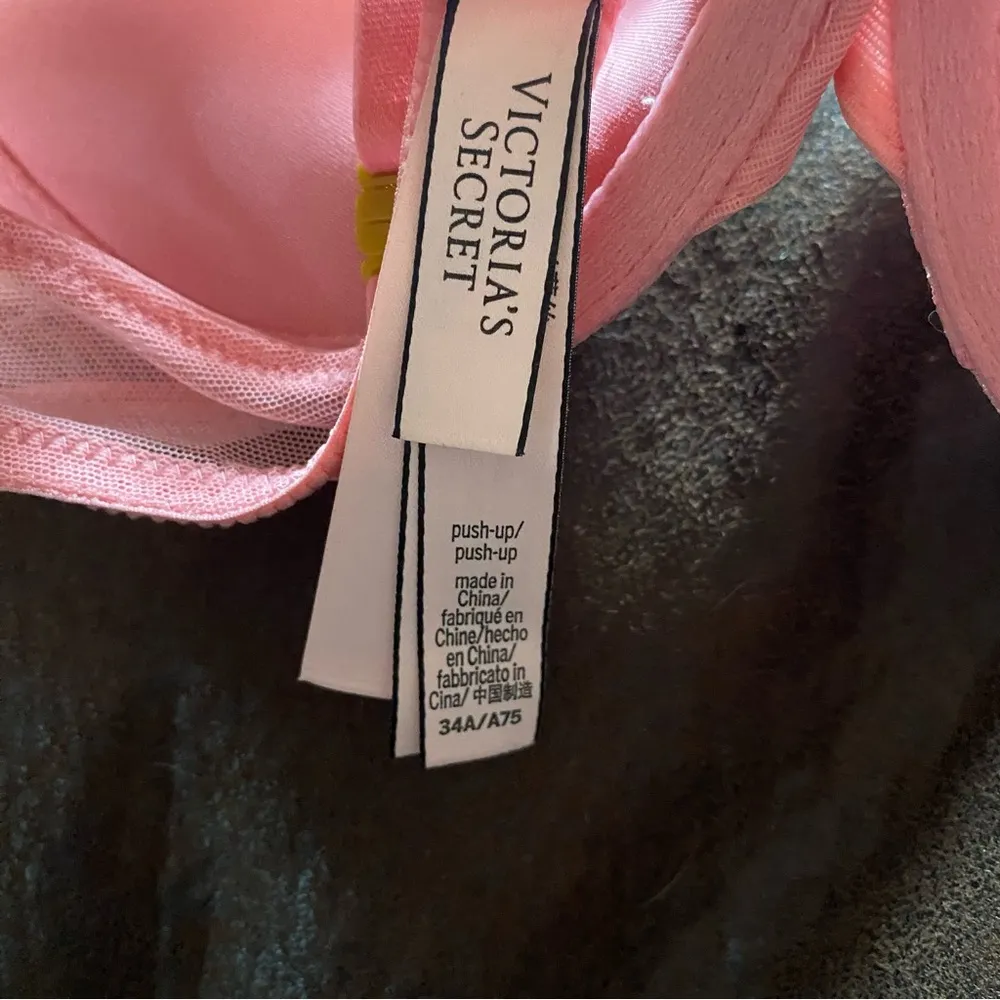 VICTORIA'S
SECRET
push-up/
push-up
made in
China/
fabriqué en
Chine/hecho
en China/
fabbricato in
Cina/ 中国制造
34A/A75